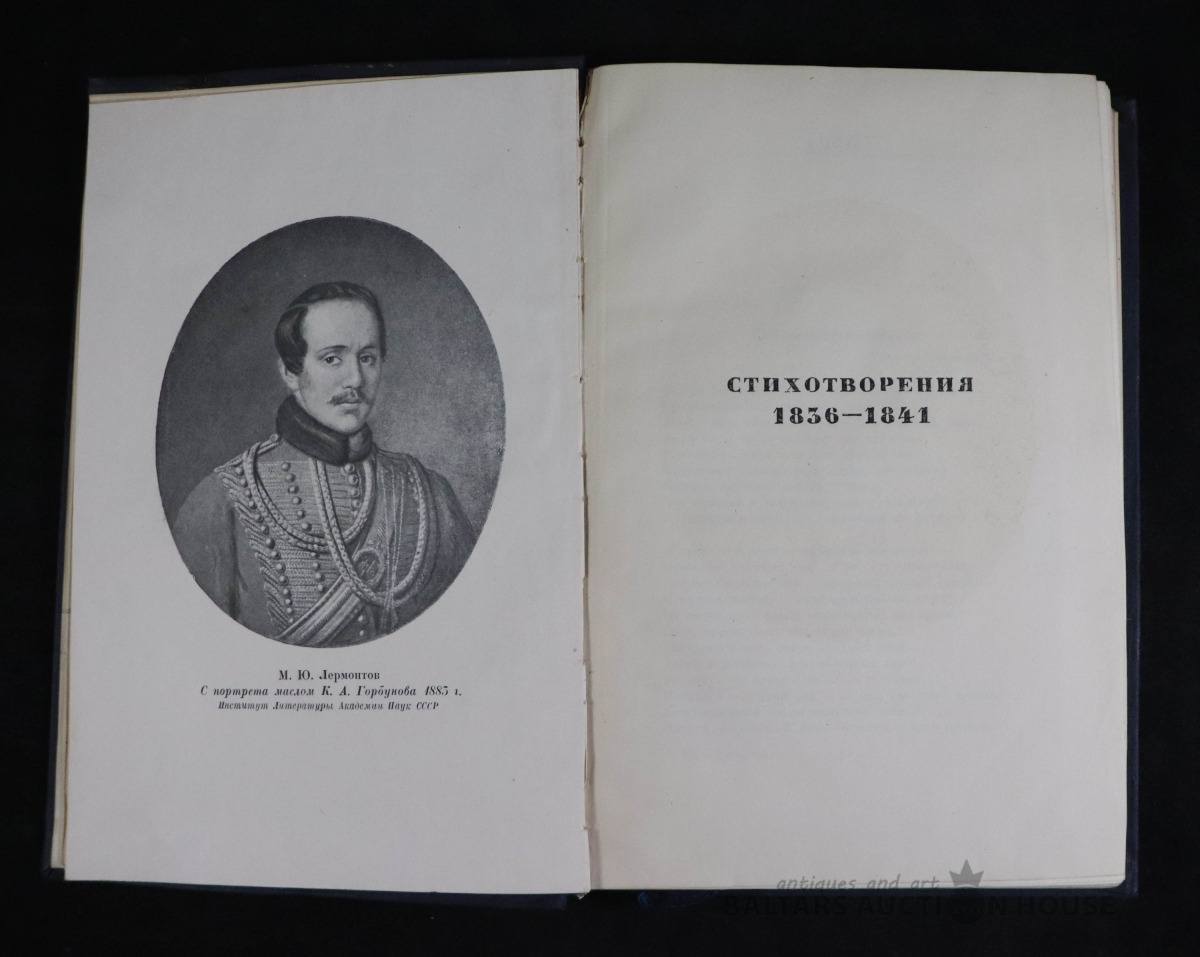 М. Ю. Лермонтов
С портрета маслом К. А. Горбунова 1883 г.
Институт Литературы Академии Наук СССР
СТИХОТВОРЕНИЯ
1836—1841
antiques and art
BALTARS AUCTION HOUSE